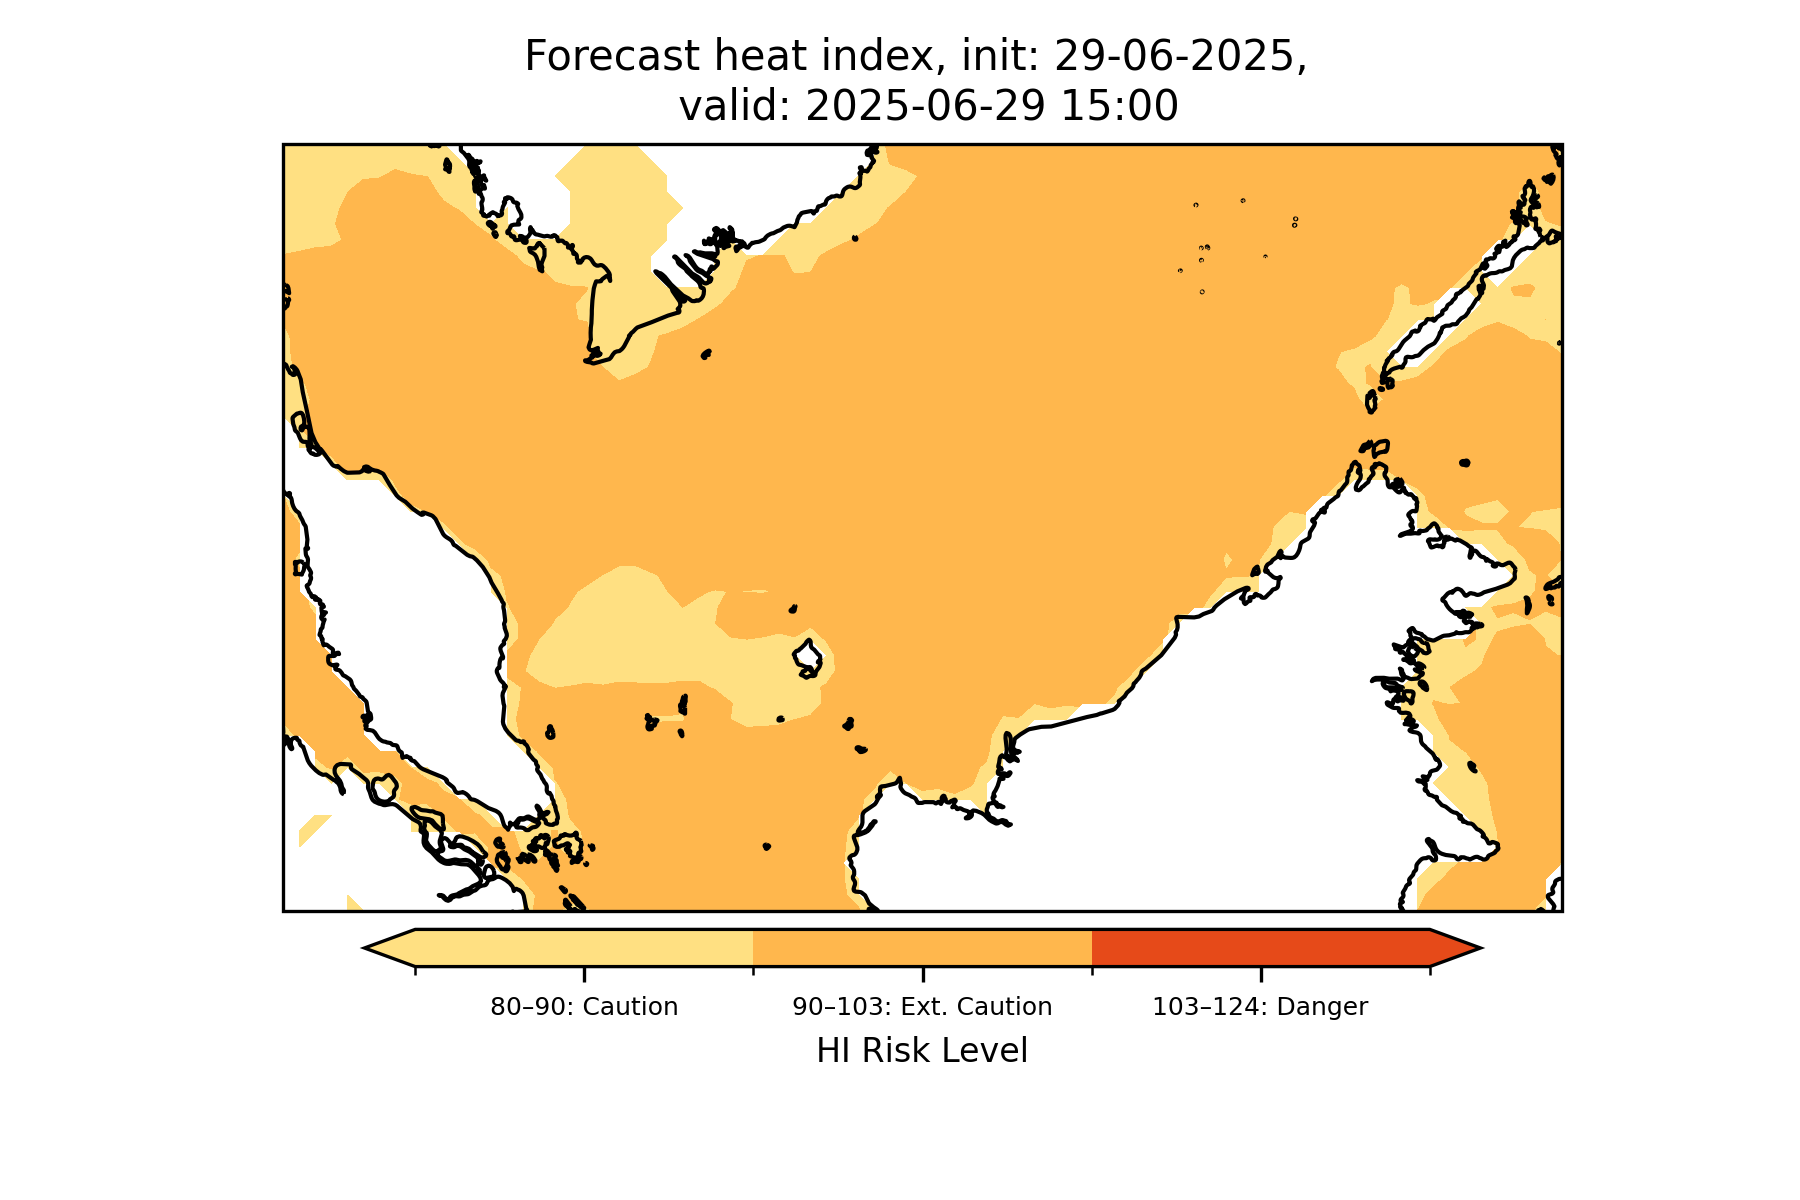 Forecast heat index, init: 29-06-2025,
valid: 2025-06-29 15:00
80–90: Caution
90–103: Ext. Caution
103–124: Danger
HI Risk Level